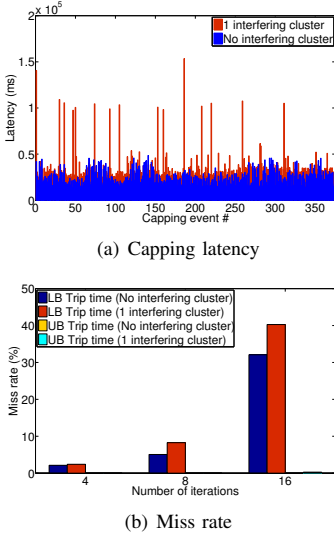 2 x 10^5
1 interfering cluster
No interfering cluster
1.5
1
0.5
0
Latency (ms)
0 50 100 150 200 250 300 350
Capping event #
(a) Capping latency
50
LB Trip time (No interfering cluster)
LB Trip time (1 interfering cluster)
UB Trip time (No interfering cluster)
UB Trip time (1 interfering cluster)
40
30
20
10
0
Miss rate (%)
4 8 16
Number of iterations
(b) Miss rate